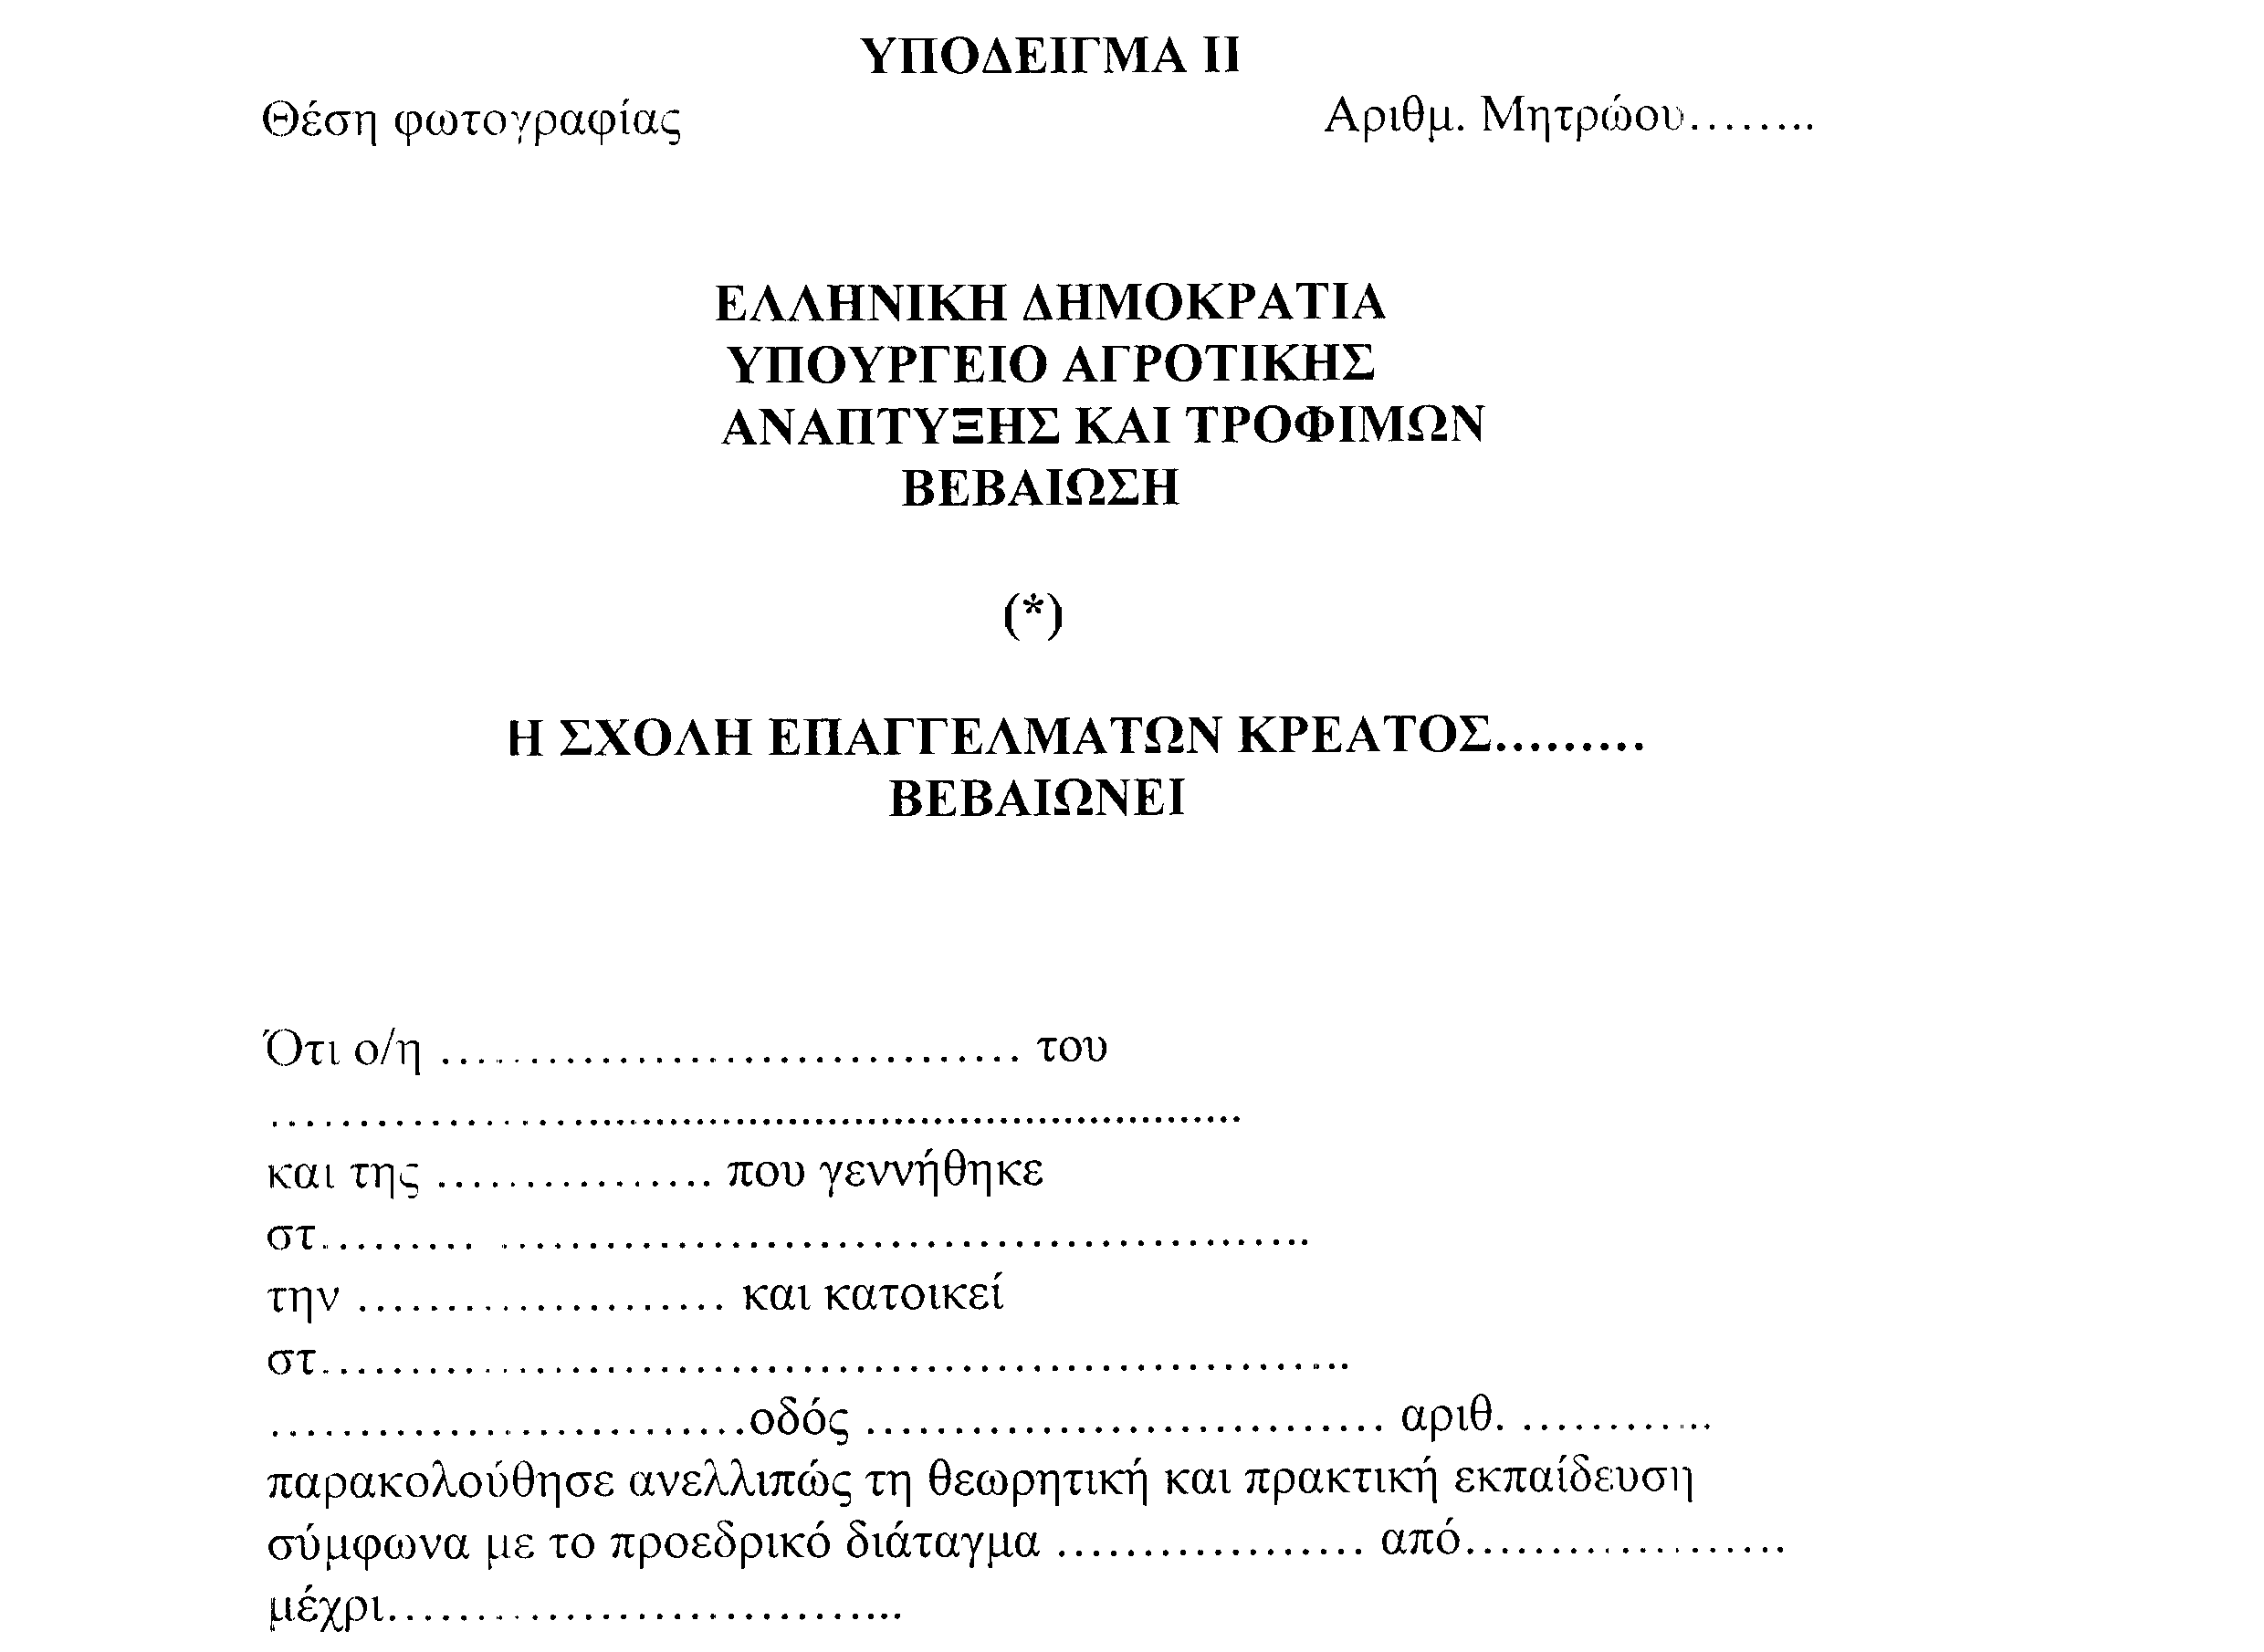 ΥΠΟΔΕΙΓΜΑ ΙΙ
Θέση φωτογραφίας Αριθμ. Μητρώου........
ΕΛΛΗΝΙΚΗ ΔΗΜΟΚΡΑΤΙΑ
ΥΠΟΥΡΓΕΙΟ ΑΓΡΟΤΙΚΗΣ
ΑΝΑΠΤΥΞΗΣ ΚΑΙ ΤΡΟΦΙΜΩΝ
ΒΕΒΑΙΩΣΗ
(*)
Η ΣΧΟΛΗ ΕΠΑΓΓΕΛΜΑΤΩΝ ΚΡΕΑΤΟΣ.........
ΒΕΒΑΙΩΝΕΙ
Ότι ο/η ................................. του
................................................................
και της ................ που γεννήθηκε
στ......... ..............................................
την ..................... και κατοικεί
στ...........................................................
...........................οδός .............................. αριθ. ............
παρακολούθησε ανελλιπώς τη θεωρητική και πρακτική εκπαίδευση
σύμφωνα με το προεδρικό διάταγμα .................. από...................
μέχρι..............................